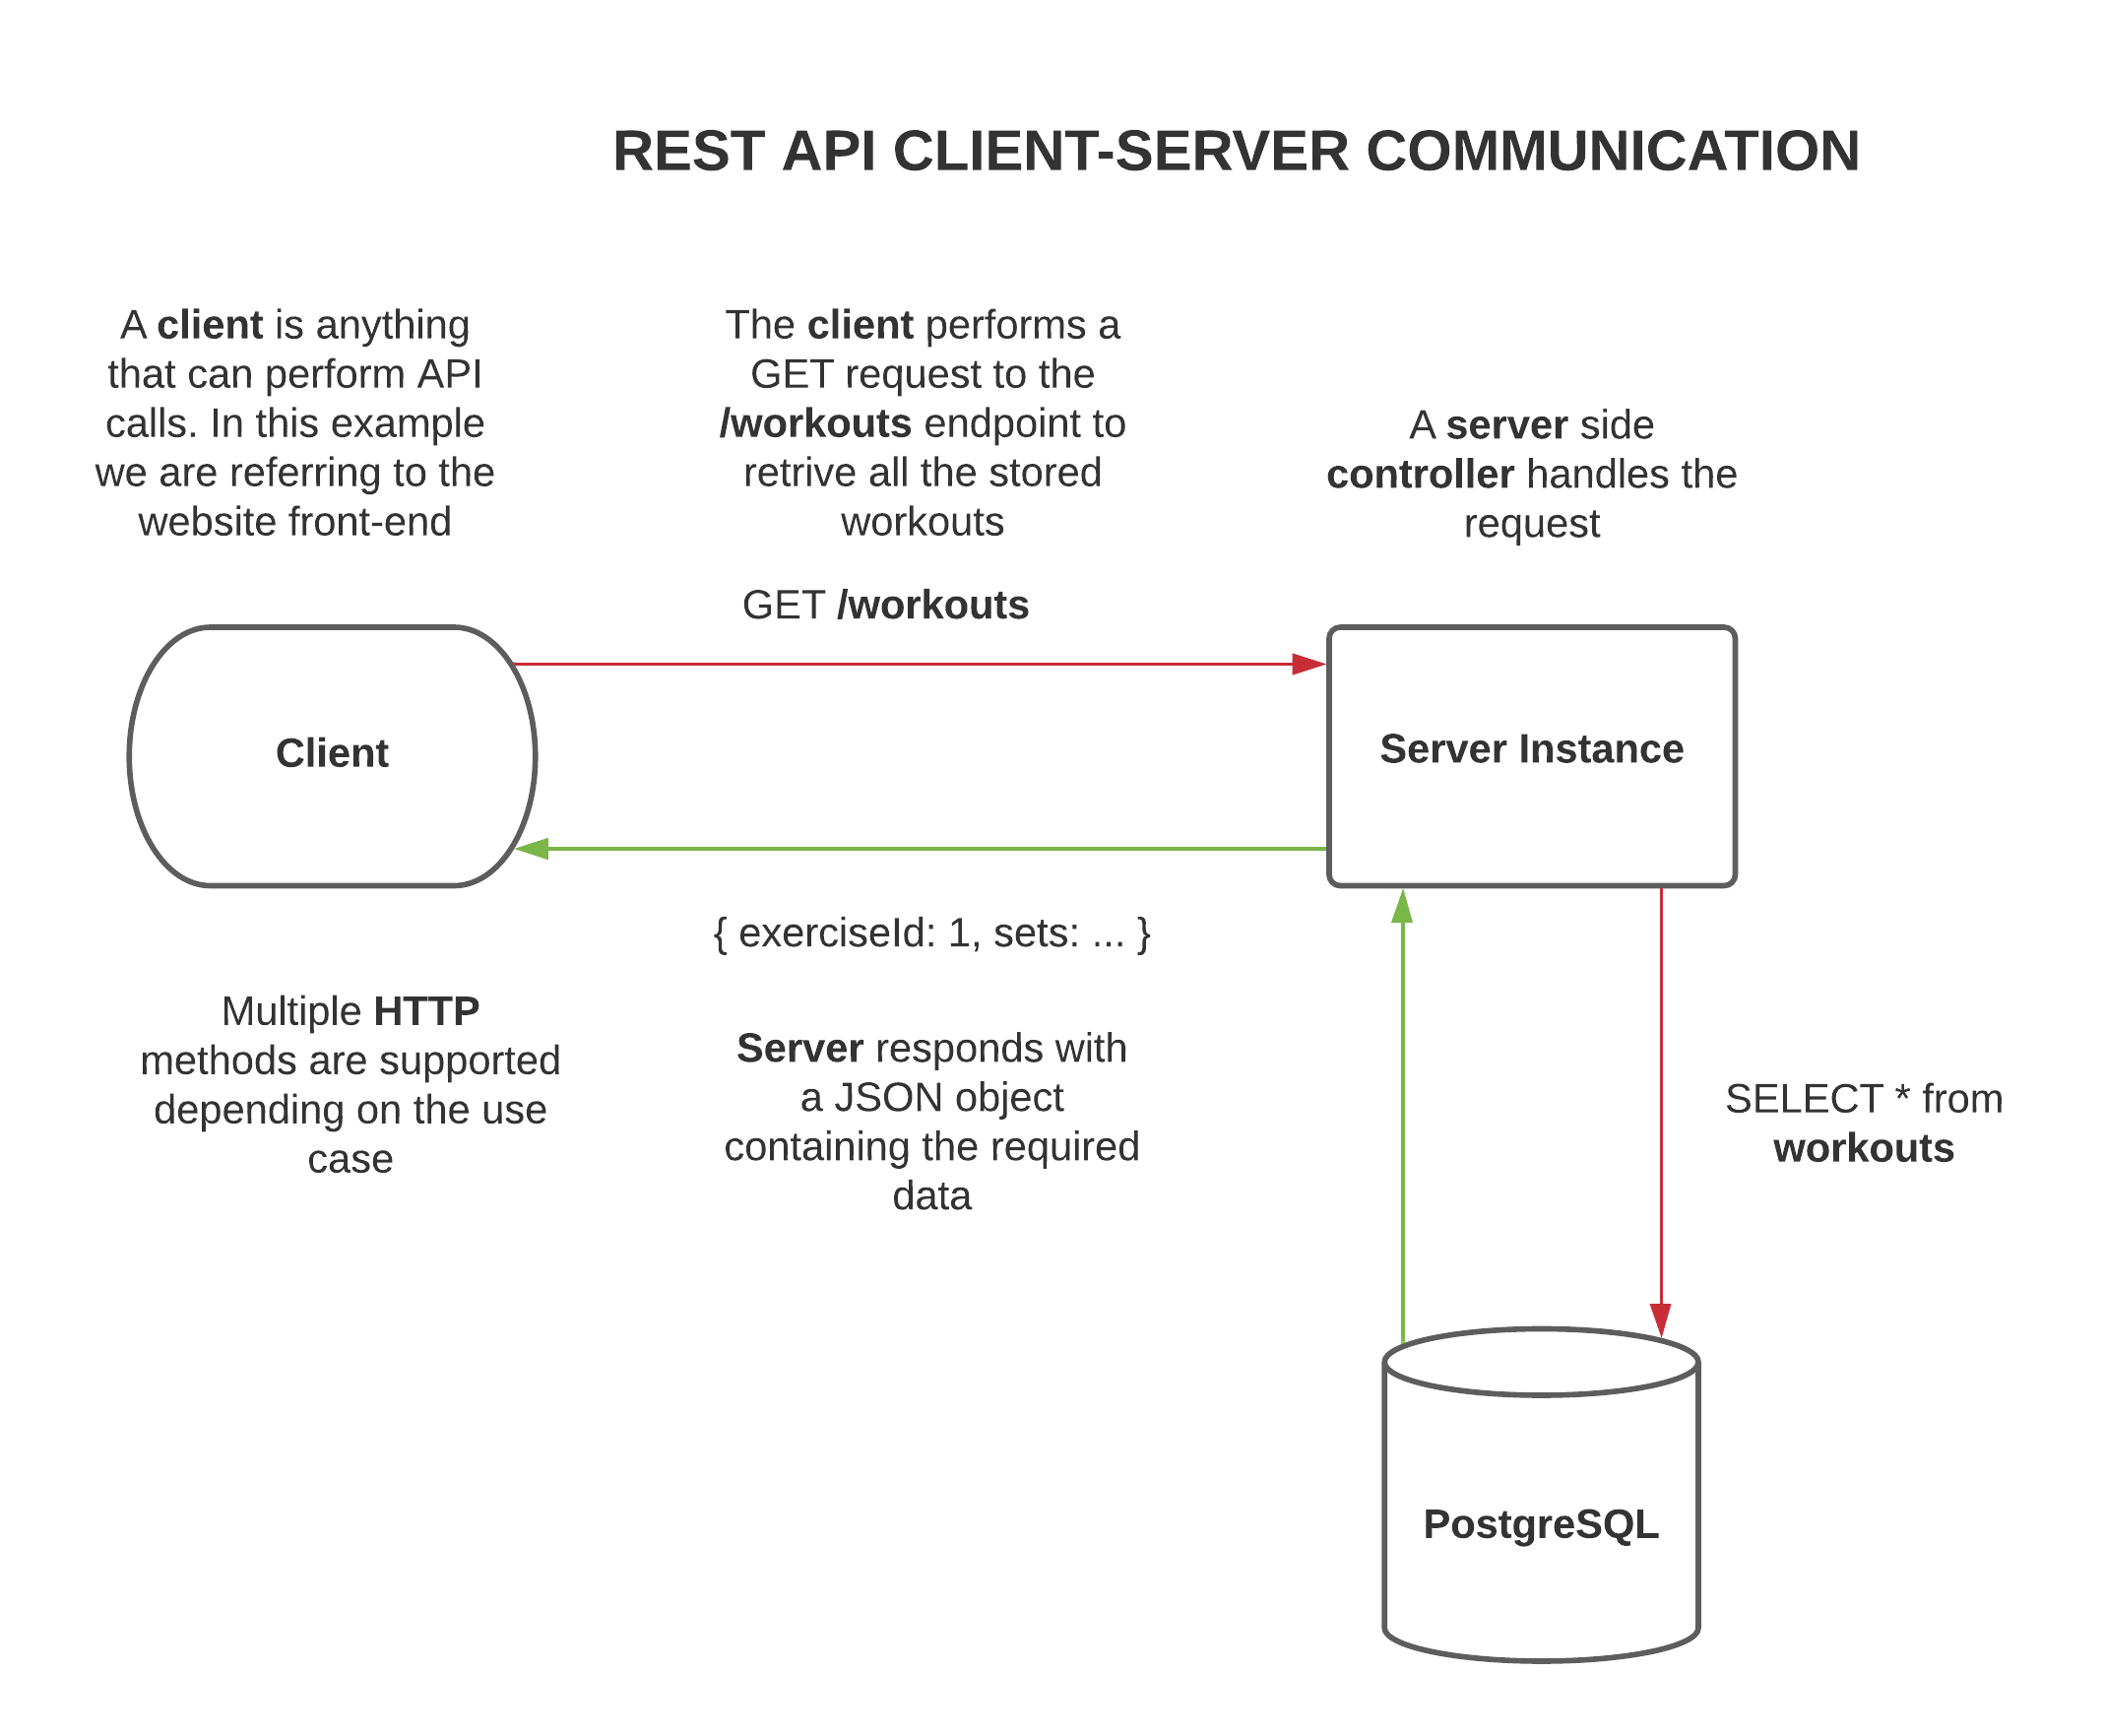 REST API CLIENT-SERVER COMMUNICATION
A client is anything
that can perform API
calls. In this example
we are referring to the
website front-end
The client performs a
GET request to the
/workouts endpoint to
retrive all the stored
workouts
A server side
controller handles the
request
GET /workouts
Client
Server Instance
{ exerciseId: 1, sets: ... }
Multiple HTTP
methods are supported
depending on the use
case
Server responds with
a JSON object
containing the required
data
SELECT * from
workouts
PostgreSQL